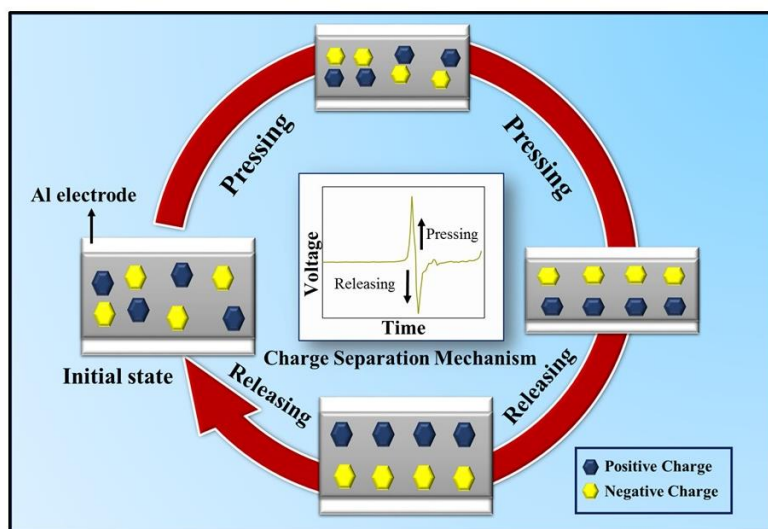 Pressing
Pressing
Al electrode
Initial state
Voltage
Pressing
Releasing
Time
Charge Separation Mechanism
Releasing
Releasing
Positive Charge
Negative Charge